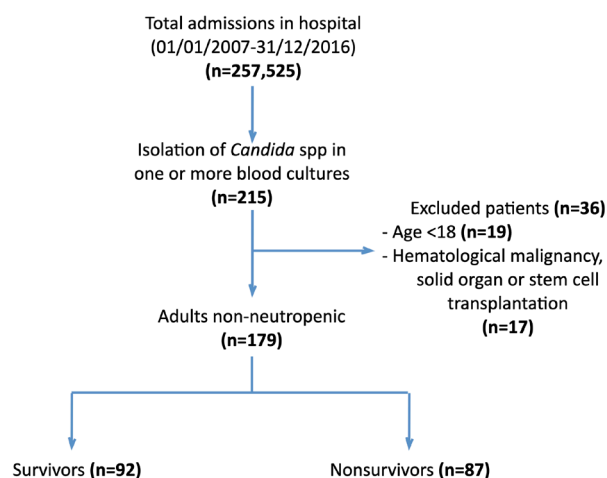 Total admissions in hospital
(01/01/2007-31/12/2016)
(n=257,525)
Isolation of Candida spp in
one or more blood cultures
(n=215)
Excluded patients (n=36)
- Age <18 (n=19)
- Hematological malignancy,
solid organ or stem cell
transplantation
(n=17)
Adults non-neutropenic
(n=179)
Survivors (n=92)
Nonsurvivors (n=87)